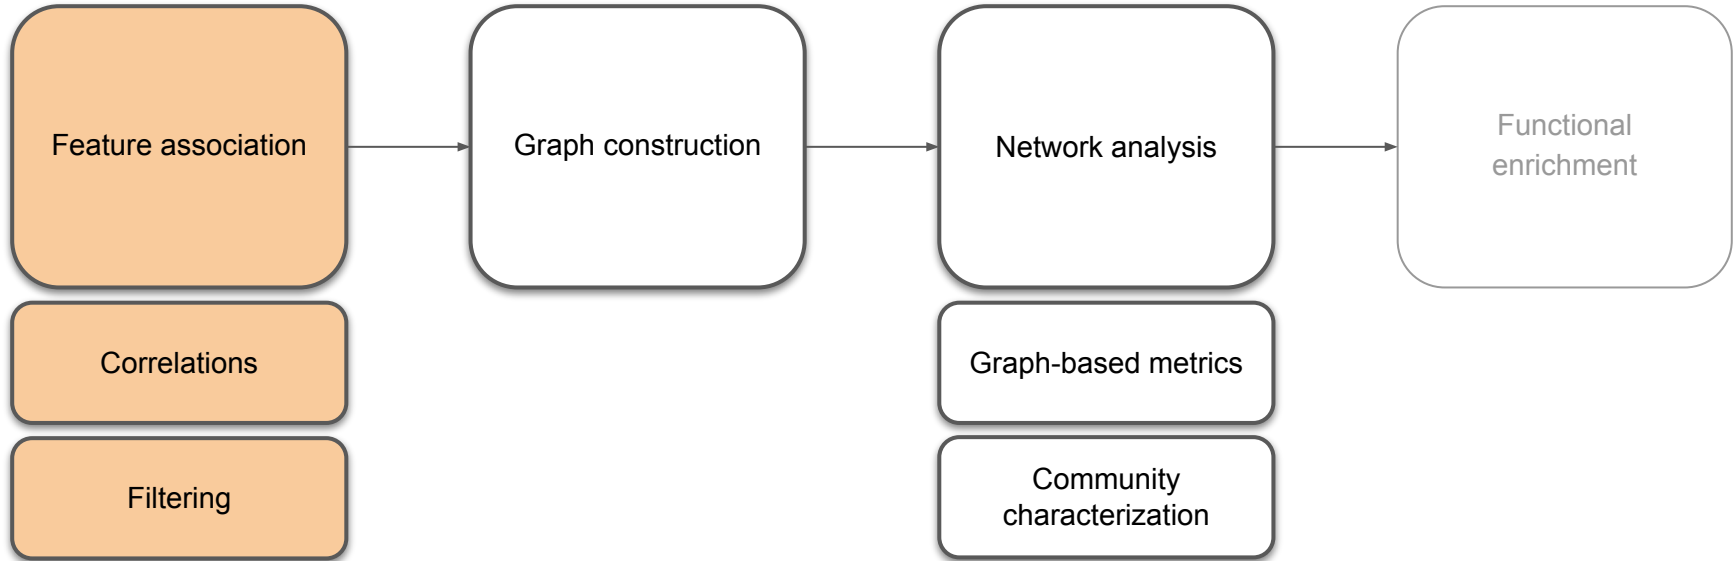 Feature association
Graph construction
Network analysis
Functional
enrichment
Correlations
Graph-based metrics
Filtering
Community
characterization